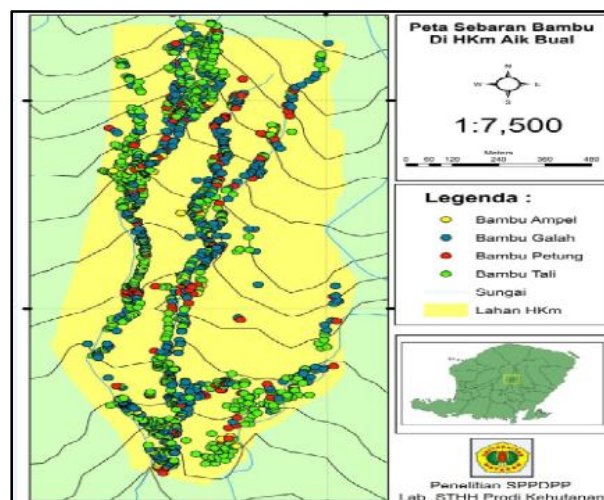 Peta Sebaran Bambu
Di HKm Aik Bual
N
W E
S
1:7,500
Meters
0 60 120 240 360 480
Legenda :
Bambu Ampel
Bambu Galah
Bambu Petung
Bambu Tali
Sungai
Lahan HKm
Penelitian SPPDPP
Lab. STHH Prodi Kehutanan